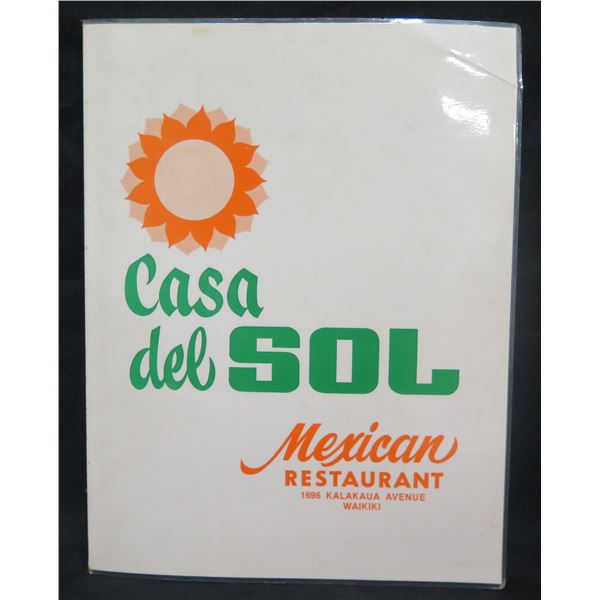 Casa
del SOL
Mexican
RESTAURANT
1696 KALAKAUA AVENUE
WAIKIKI